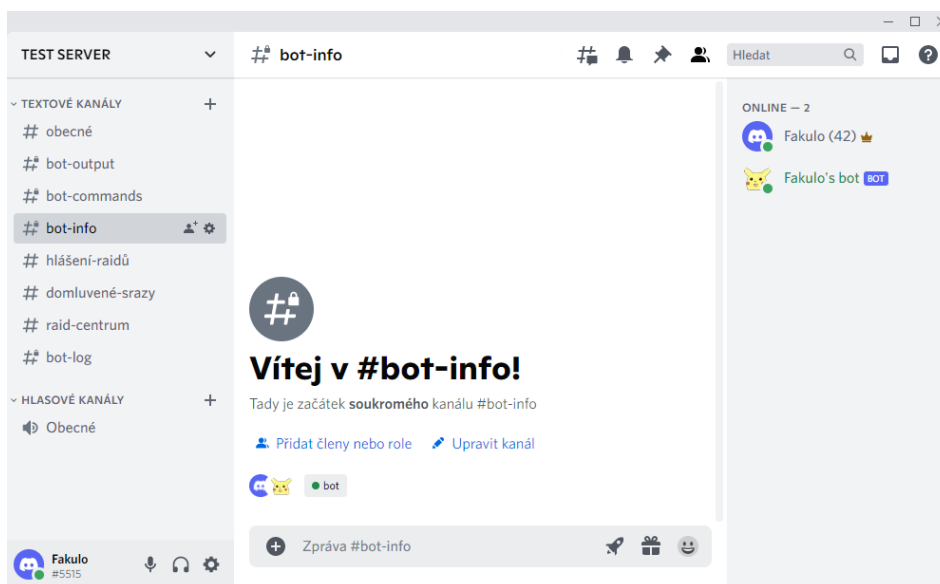 TEST SERVER
bot-info
Hledat
TEXTOVÉ KANÁLY
obecné
bot-output
bot-commands
bot-info
hlášení-raidů
domluvené-srazy
raid-centrum
bot-log
HLASOVÉ KANÁLY
Obecné
Fakulo
#5515
Vítej v #bot-info!
Tady je začátek soukromého kanálu #bot-info
Přidat členy nebo role Upravit kanál
bot
Zpráva #bot-info
ONLINE — 2
Fakulo (42)
Fakulo's bot BOT